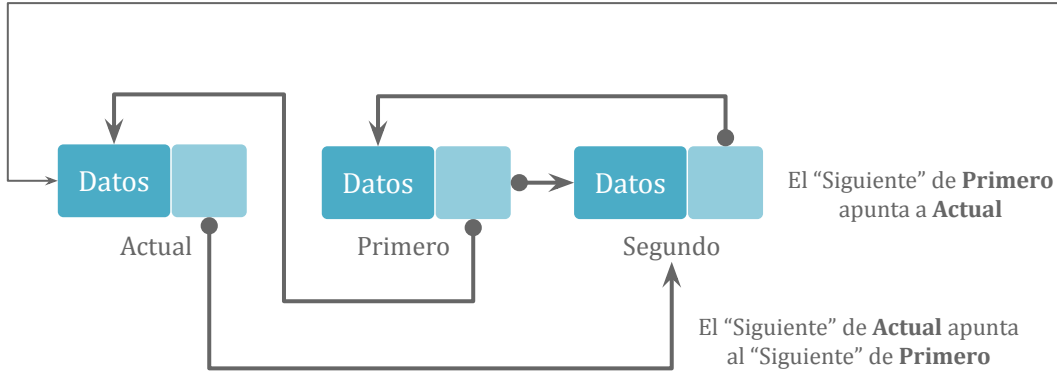 Datos
Datos
Datos
El “Siguiente” de Primero
apunta a Actual
Actual
Primero
Segundo
El “Siguiente” de Actual apunta
al “Siguiente” de Primero